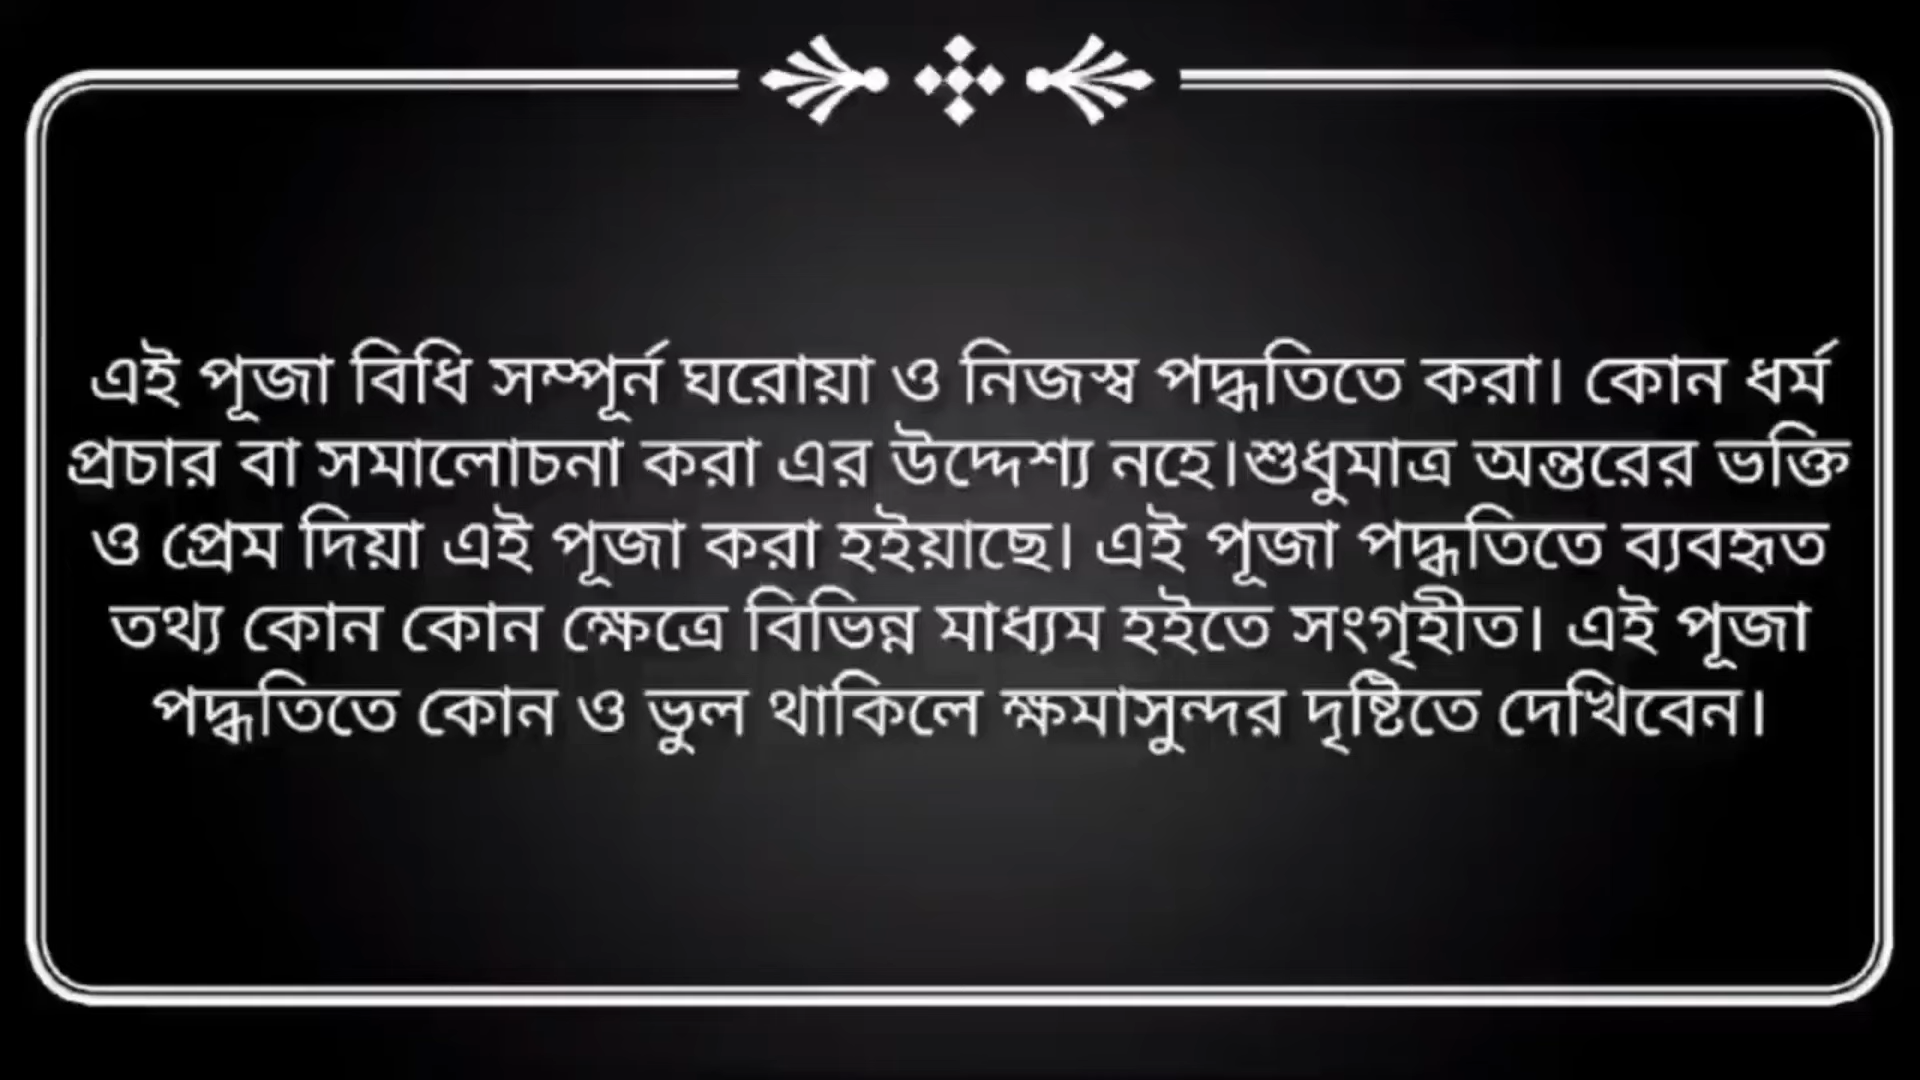 এই পূজা বিধি সম্পূর্ন ঘরোয়া ও নিজস্ব পদ্ধতিতে করা। কোন ধর্ম
প্রচার বা সমালোচনা করা এর উদ্দেশ্য নহে।শুধুমাত্র অন্তরের ভক্তি
ও প্রেম দিয়া এই পূজা করা হইয়াছে। এই পূজা পদ্ধতিতে ব্যবহৃত
তথ্য কোন কোন ক্ষেত্রে বিভিন্ন মাধ্যম হইতে সংগৃহীত। এই পূজা
পদ্ধতিতে কোন ও ভুল থাকিলে ক্ষমাসুন্দর দৃষ্টিতে দেখিবেন।